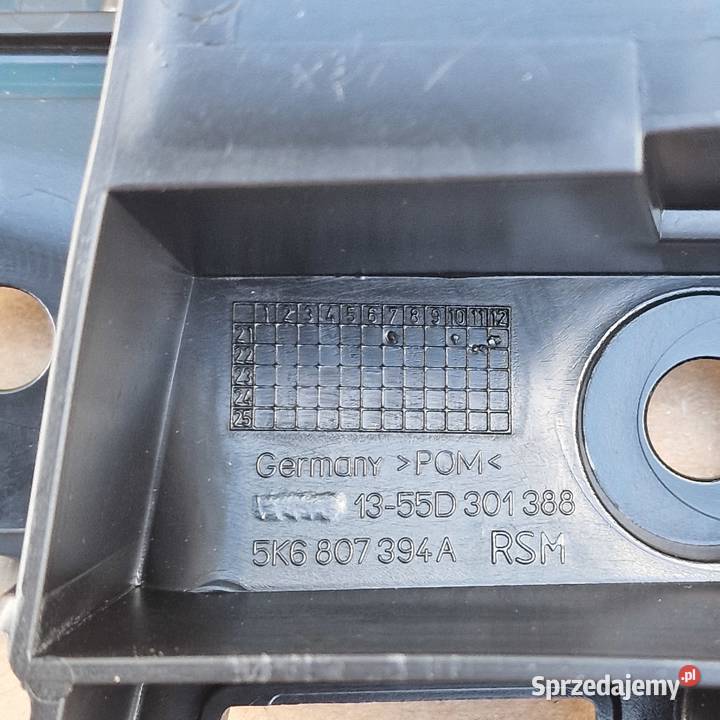 1 2 3 4 5 6 7 8 9 10 11 12
21
22
23
24
25
Germany >POM<
13-55D 301 388
5K6 807 394 A RSM
Sprzedajemy.pl